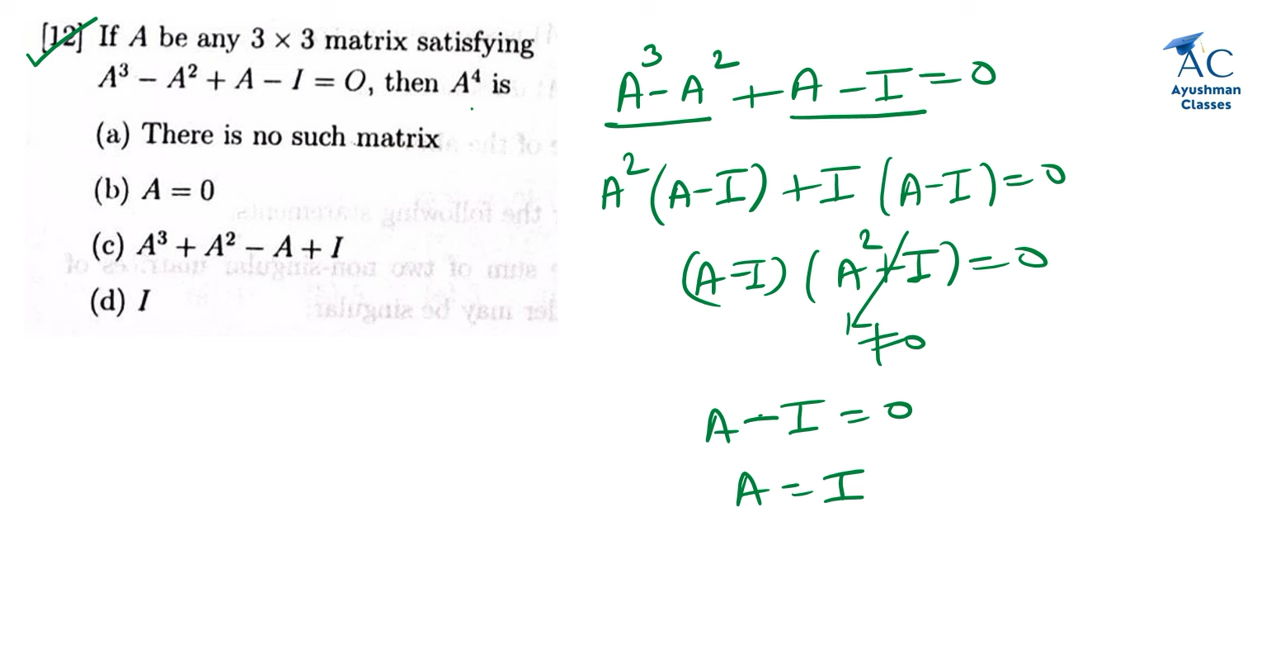 [12] If A be any 3 × 3 matrix satisfying
A³ − A² + A − I = O, then A⁴ is
(a) There is no such matrix
(b) A = 0
(c) A³ + A² − A + I
(d) I
A³ − A² + A − I = 0
A² (A − I) + I (A − I) = 0
(A − I) (A² + I) = 0
≠ 0
A − I = 0
A = I
AC
Ayushman
Classes